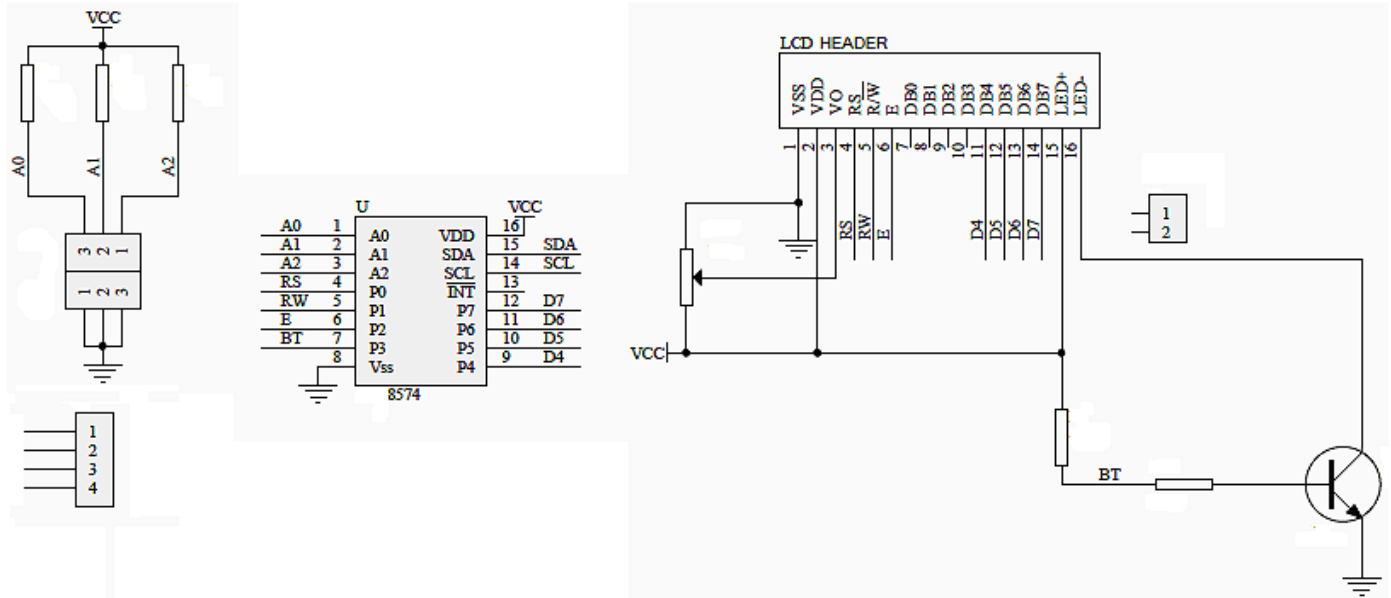 VCC
A0
A1
A2
3 2 1
1 2 3
1
2
3
4
U
VCC
A0 1 A0 VDD 16
A1 2 A1 SDA 15 SDA
A2 3 A2 SCL 14 SCL
RS 4 P0 INT 13
RW 5 P1 P7 12 D7
E 6 P2 P6 11 D6
BT 7 P3 P5 10 D5
8 Vss P4 9 D4
8574
LCD HEADER
VSS
VDD
VO
RS
R/W
E
DB0
DB1
DB2
DB3
DB4
DB5
DB6
DB7
LED+
LED-
1
2
3
4
5
6
7
8
9
10
11
12
13
14
15
16
RS
RW
E
D4
D5
D6
D7
1
2
VCC
BT